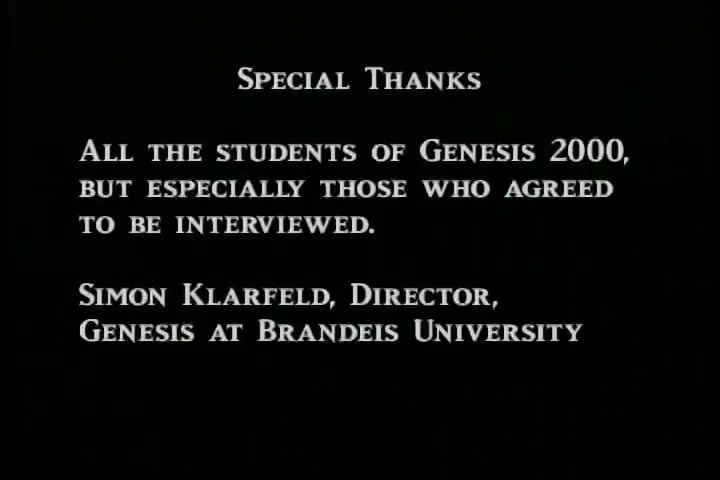 Special Thanks
All the students of Genesis 2000,
but especially those who agreed
to be interviewed.
Simon Klarfeld, Director,
Genesis at Brandeis University